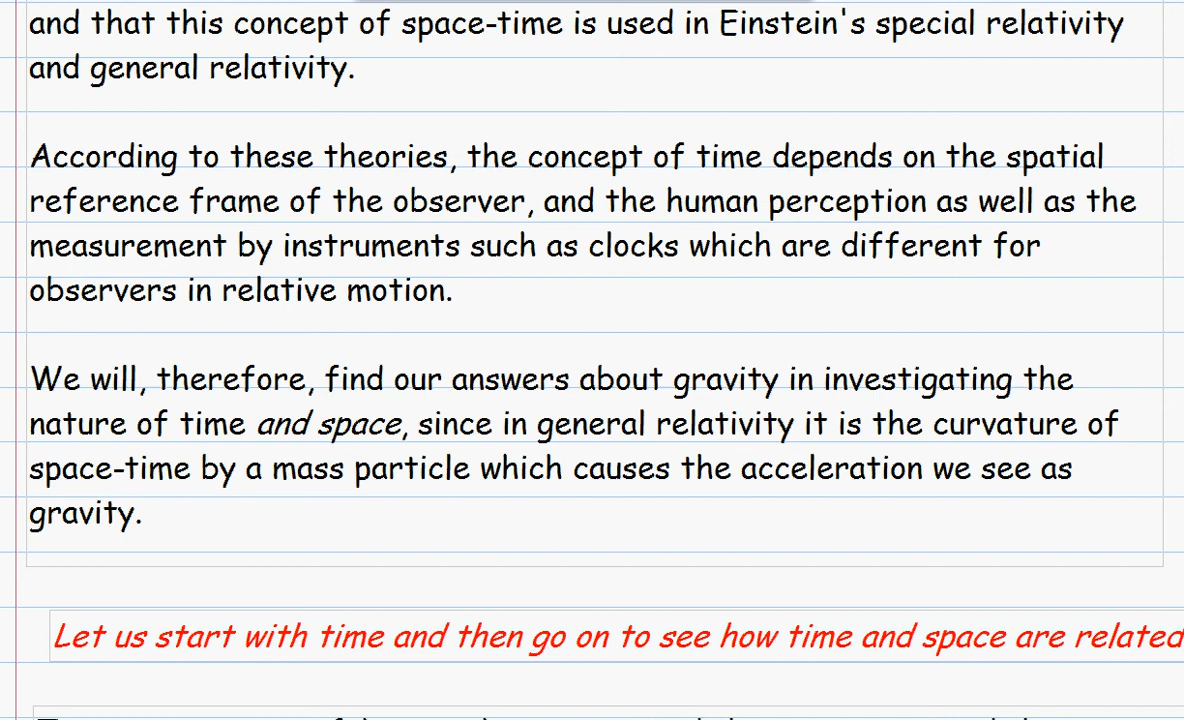 and that this concept of space-time is used in Einstein's special relativity
and general relativity.
According to these theories, the concept of time depends on the spatial
reference frame of the observer, and the human perception as well as the
measurement by instruments such as clocks which are different for
observers in relative motion.
We will, therefore, find our answers about gravity in investigating the
nature of time and space, since in general relativity it is the curvature of
space-time by a mass particle which causes the acceleration we see as
gravity.
Let us start with time and then go on to see how time and space are related